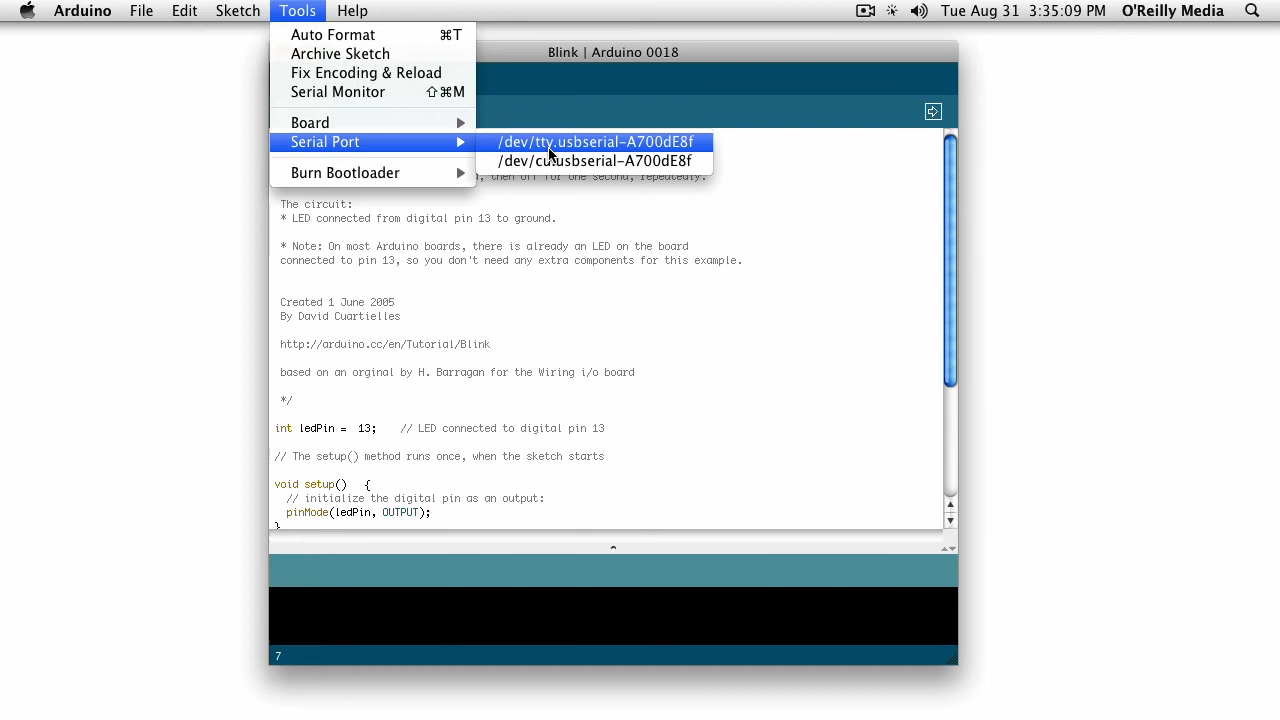 Arduino File Edit Sketch Tools Help Tue Aug 31 3:35:09 PM O'Reilly Media
Auto Format ⌘T
Archive Sketch
Fix Encoding & Reload
Serial Monitor ⇧⌘M
Board
Serial Port
Burn Bootloader
/dev/tty.usbserial-A700dE8f
/dev/cu.usbserial-A700dE8f
Blink | Arduino 0018
, then off for one second, repeatedly.
The circuit:
* LED connected from digital pin 13 to ground.
* Note: On most Arduino boards, there is already an LED on the board
connected to pin 13, so you don't need any extra components for this example.
Created 1 June 2005
By David Cuartielles
http://arduino.cc/en/Tutorial/Blink
based on an orginal by H. Barragan for the Wiring i/o board
*/
int ledPin = 13; // LED connected to digital pin 13
// The setup() method runs once, when the sketch starts
void setup() {
// initialize the digital pin as an output:
pinMode(ledPin, OUTPUT);
}
7